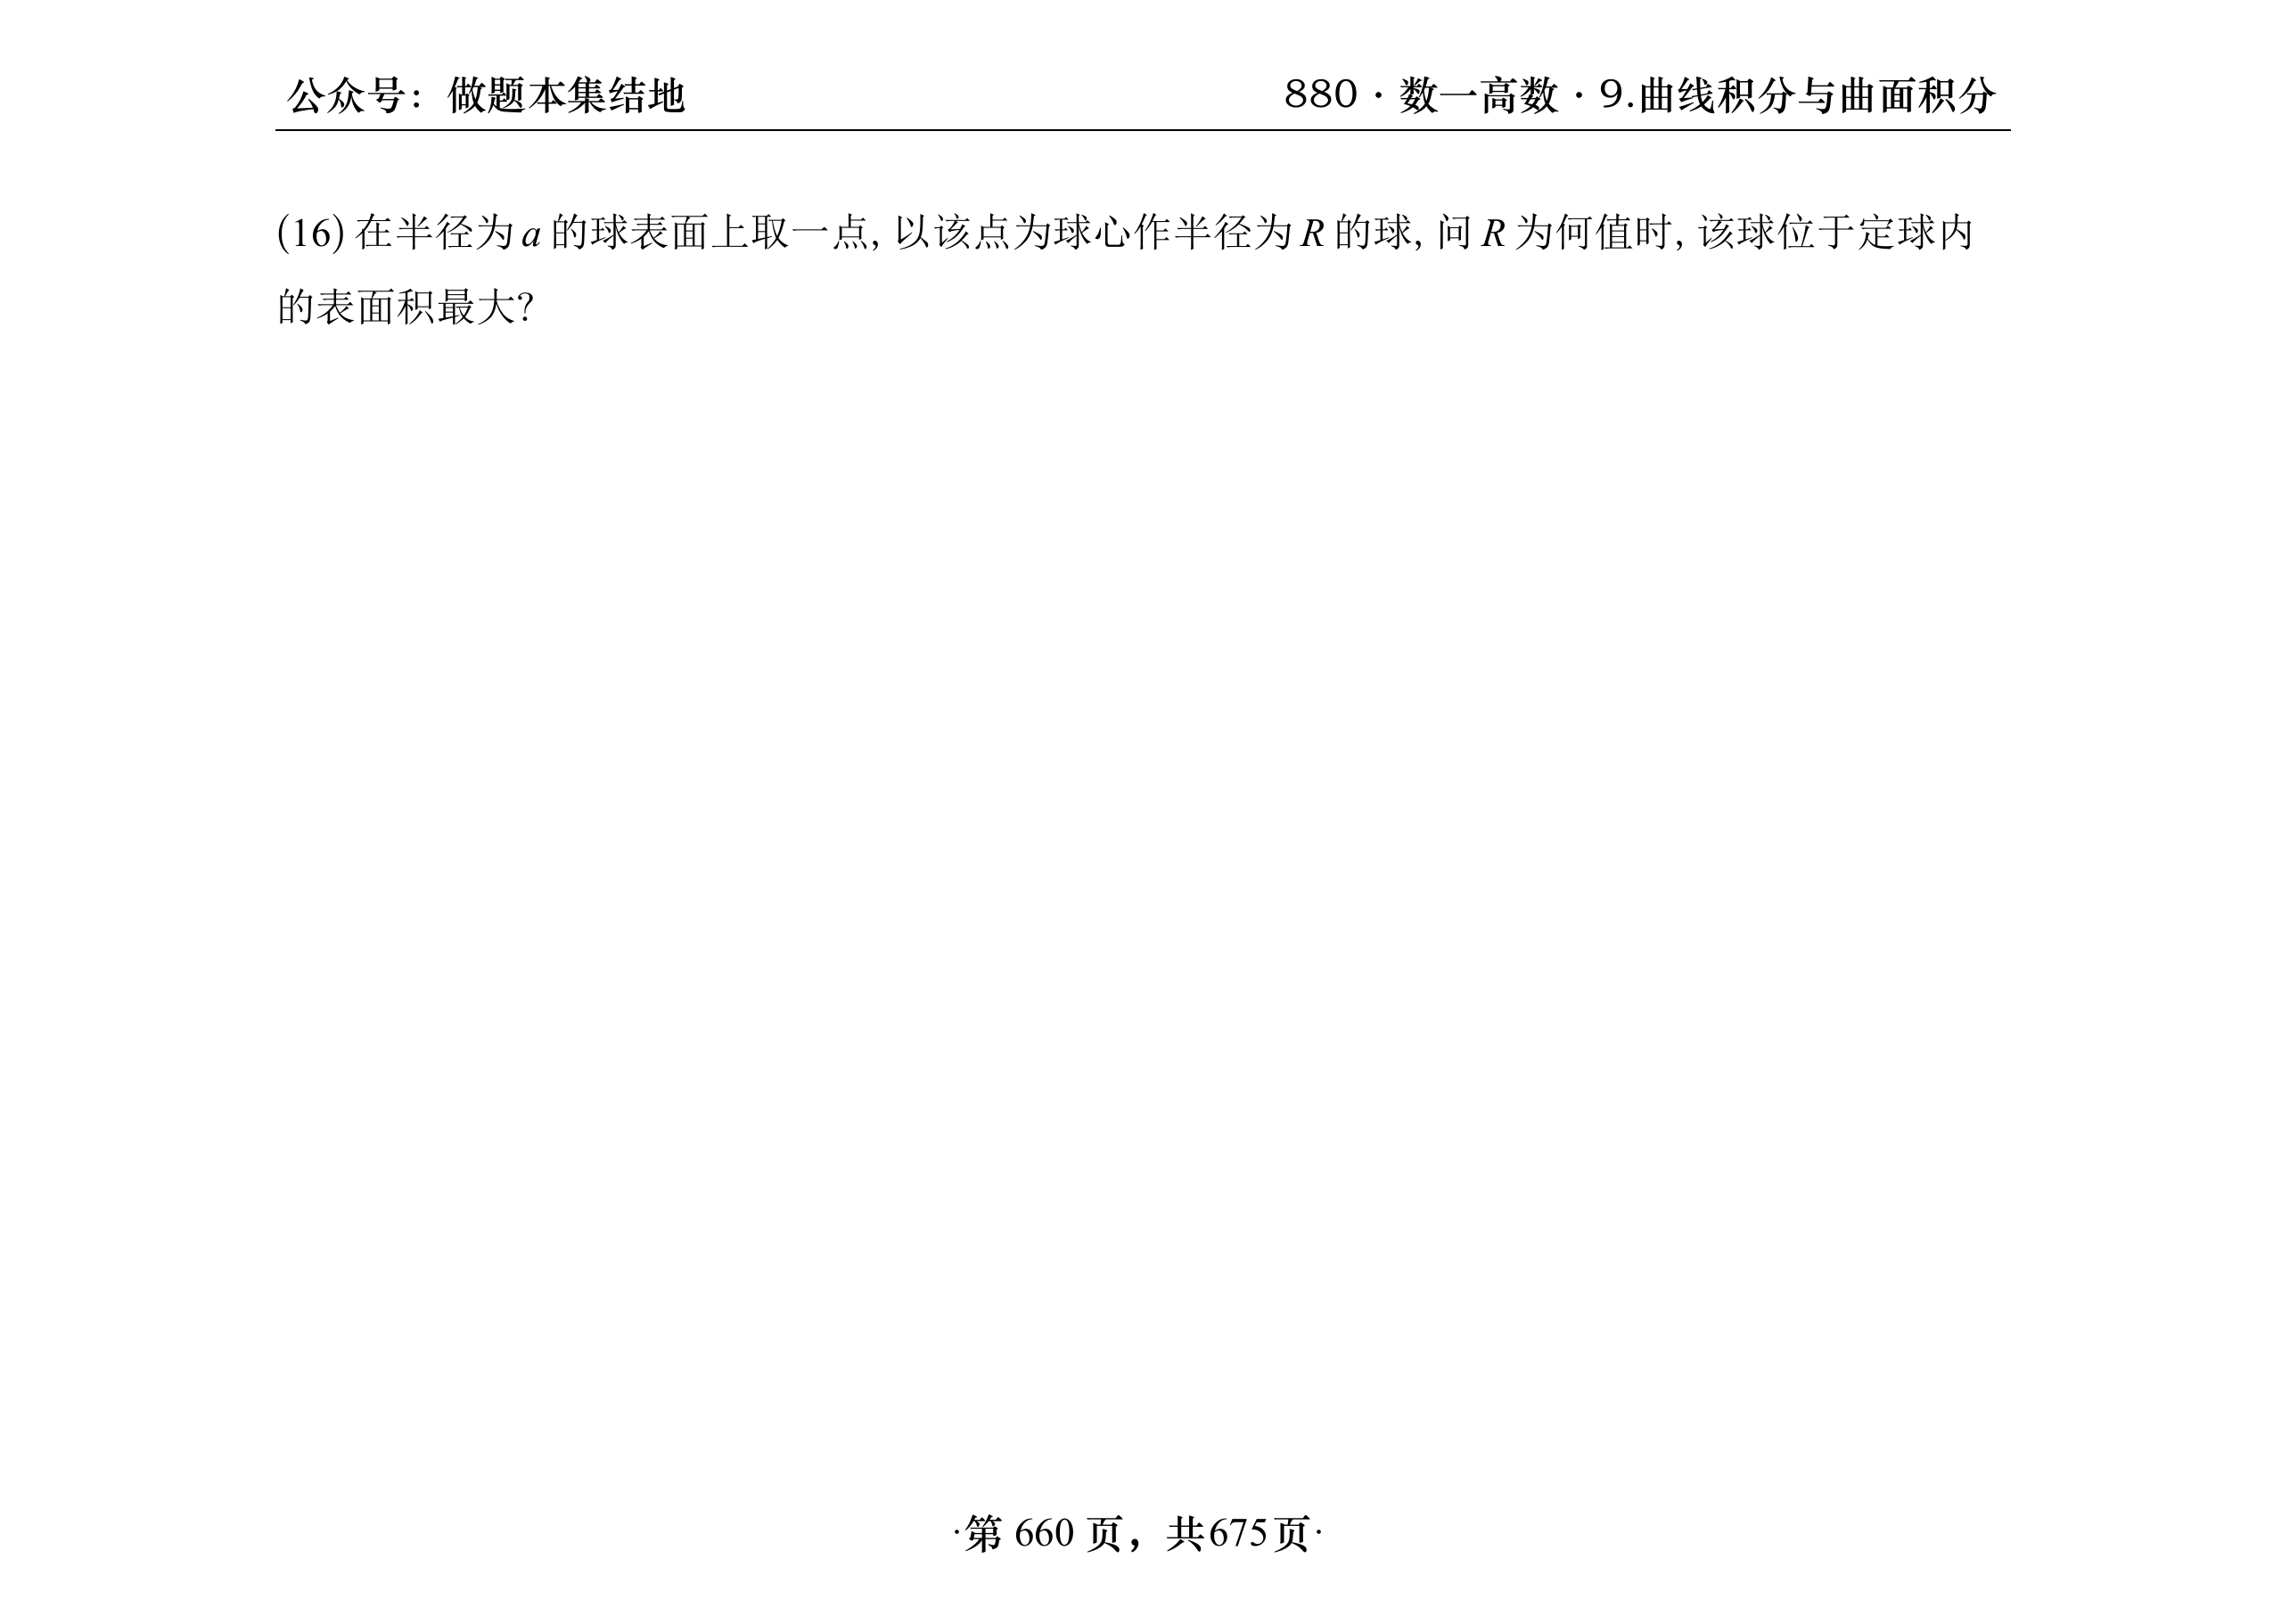 公众号：做题本集结地
880·数一高数·9.曲线积分与曲面积分
(16) 在半径为 a 的球表面上取一点, 以该点为球心作半径为 R 的球, 问 R 为何值时, 该球位于定球内
的表面积最大?
·第 660 页，共675页·